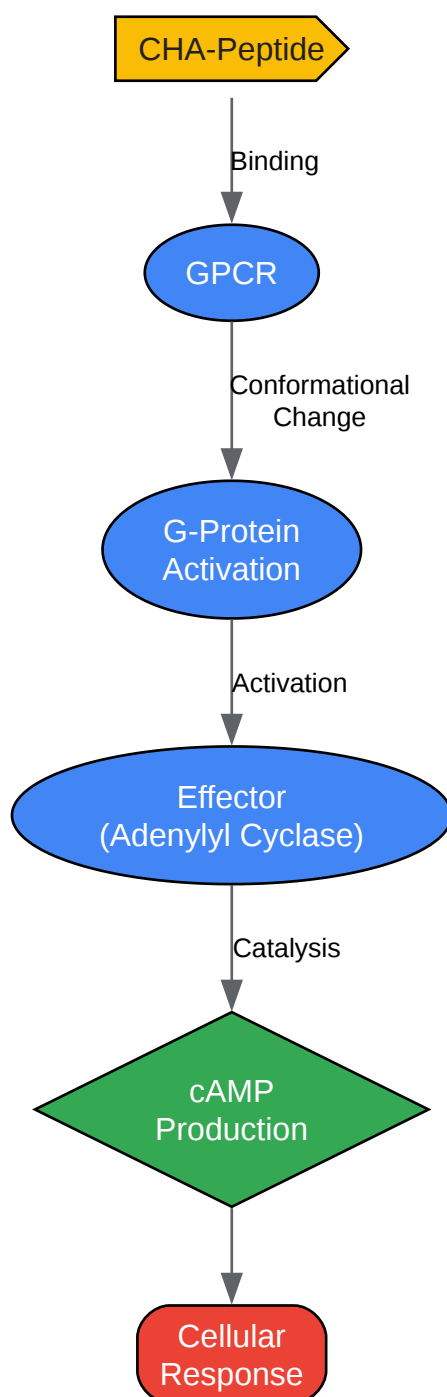 CHA-Peptide
Binding
GPCR
Conformational
Change
G-Protein
Activation
Activation
Effector
(Adenylyl Cyclase)
Catalysis
cAMP
Production
Cellular
Response